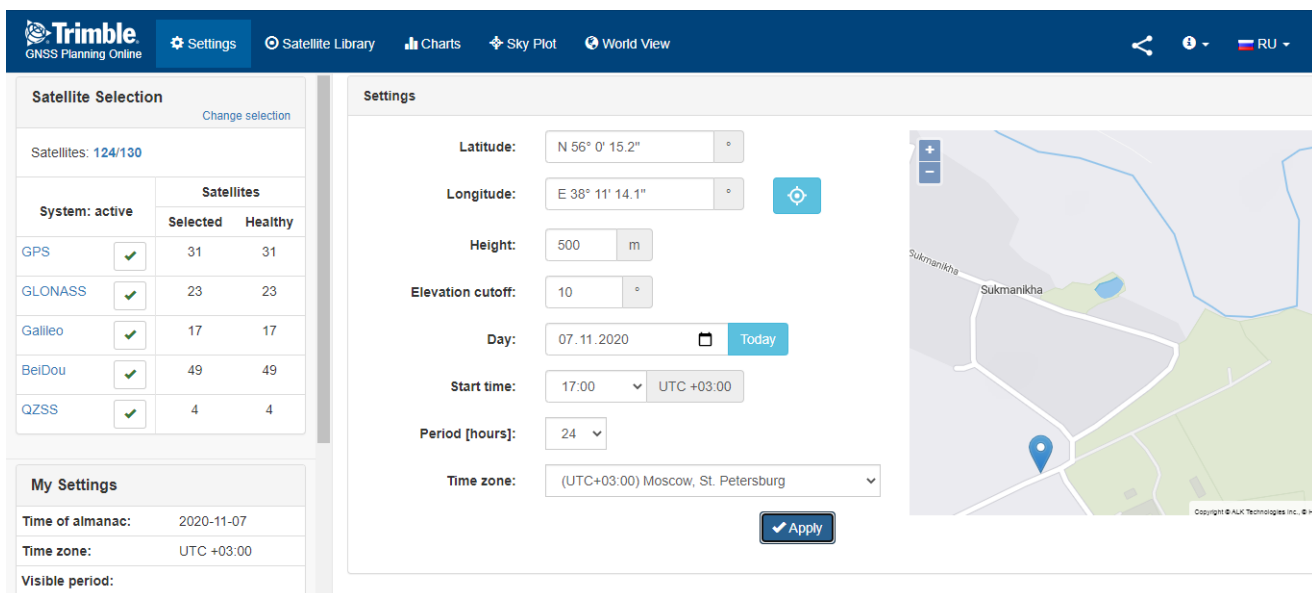 Trimble.
GNSS Planning Online
Settings
Satellite Library
Charts
Sky Plot
World View
RU
Satellite Selection
Change selection
Satellites: 124/130
System: active
Satellites
Selected Healthy
GPS 31 31
GLONASS 23 23
Galileo 17 17
BeiDou 49 49
QZSS 4 4
My Settings
Time of almanac: 2020-11-07
Time zone: UTC +03:00
Visible period:
Settings
Latitude: N 56° 0' 15.2" °
Longitude: E 38° 11' 14.1" °
Height: 500 m
Elevation cutoff: 10 °
Day: 07.11.2020 Today
Start time: 17:00 UTC +03:00
Period [hours]: 24
Time zone: (UTC+03:00) Moscow, St. Petersburg
Apply
+
−
Sukmanikha
Sukmanikha
Copyright © ALK Technologies Inc., © H